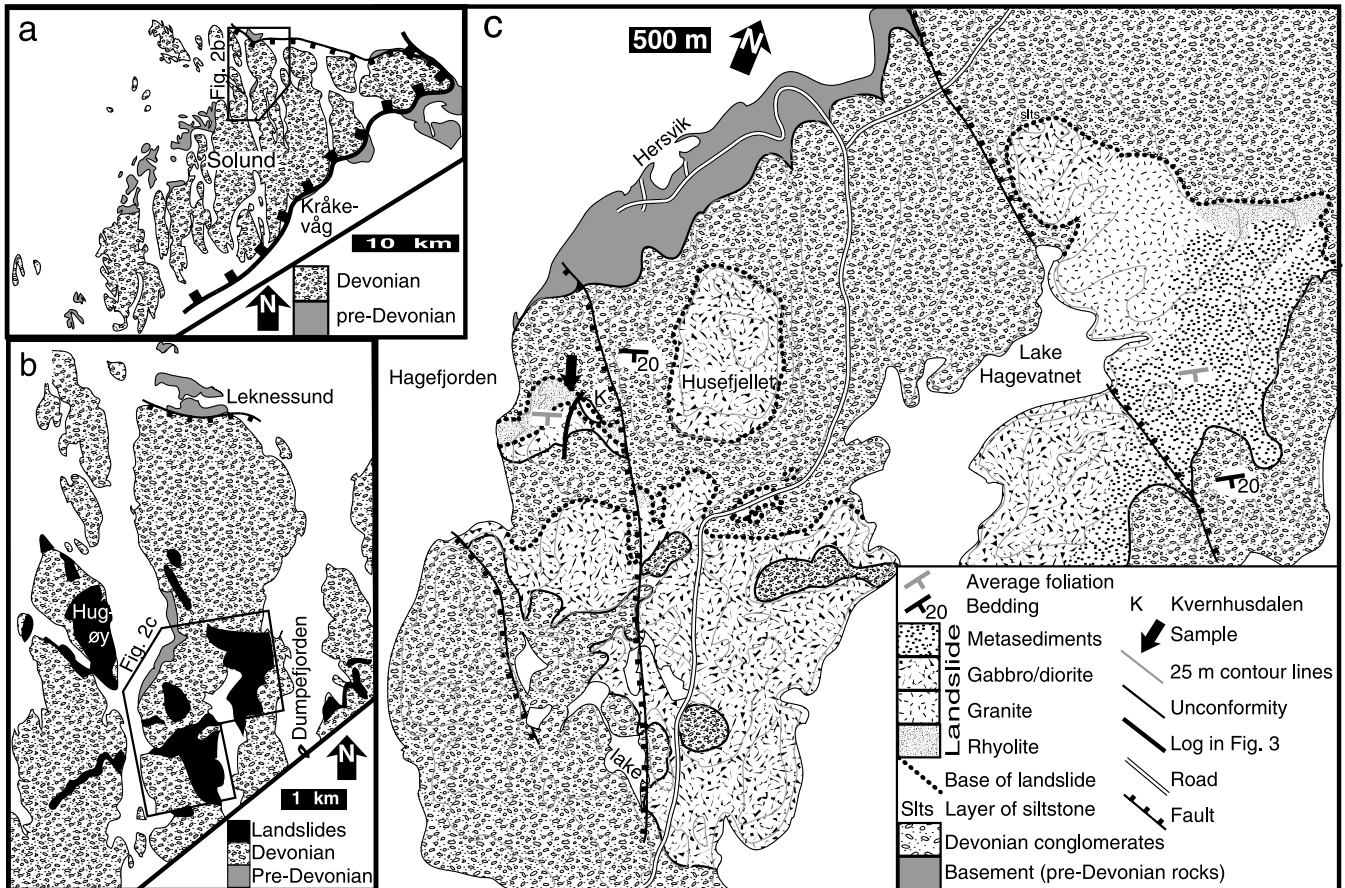 a
Fig. 2b
Solund
Kråke-
våg
10 km
N
Devonian
pre-Devonian
b
Leknessund
Hug-
øy
Fig. 2c
Dumpefjorden
N
1 km
Landslides
Devonian
Pre-Devonian
c
500 m
N
Hersvik
slts
Hagefjorden
20
Husefjellet
K
Lake
Hagevatnet
20
lake
Average foliation
20 Bedding
Landslide
Metasediments
Gabbro/diorite
Granite
Rhyolite
Base of landslide
Slts Layer of siltstone
Devonian conglomerates
Basement (pre-Devonian rocks)
K Kvernhusdalen
Sample
25 m contour lines
Unconformity
Log in Fig. 3
Road
Fault